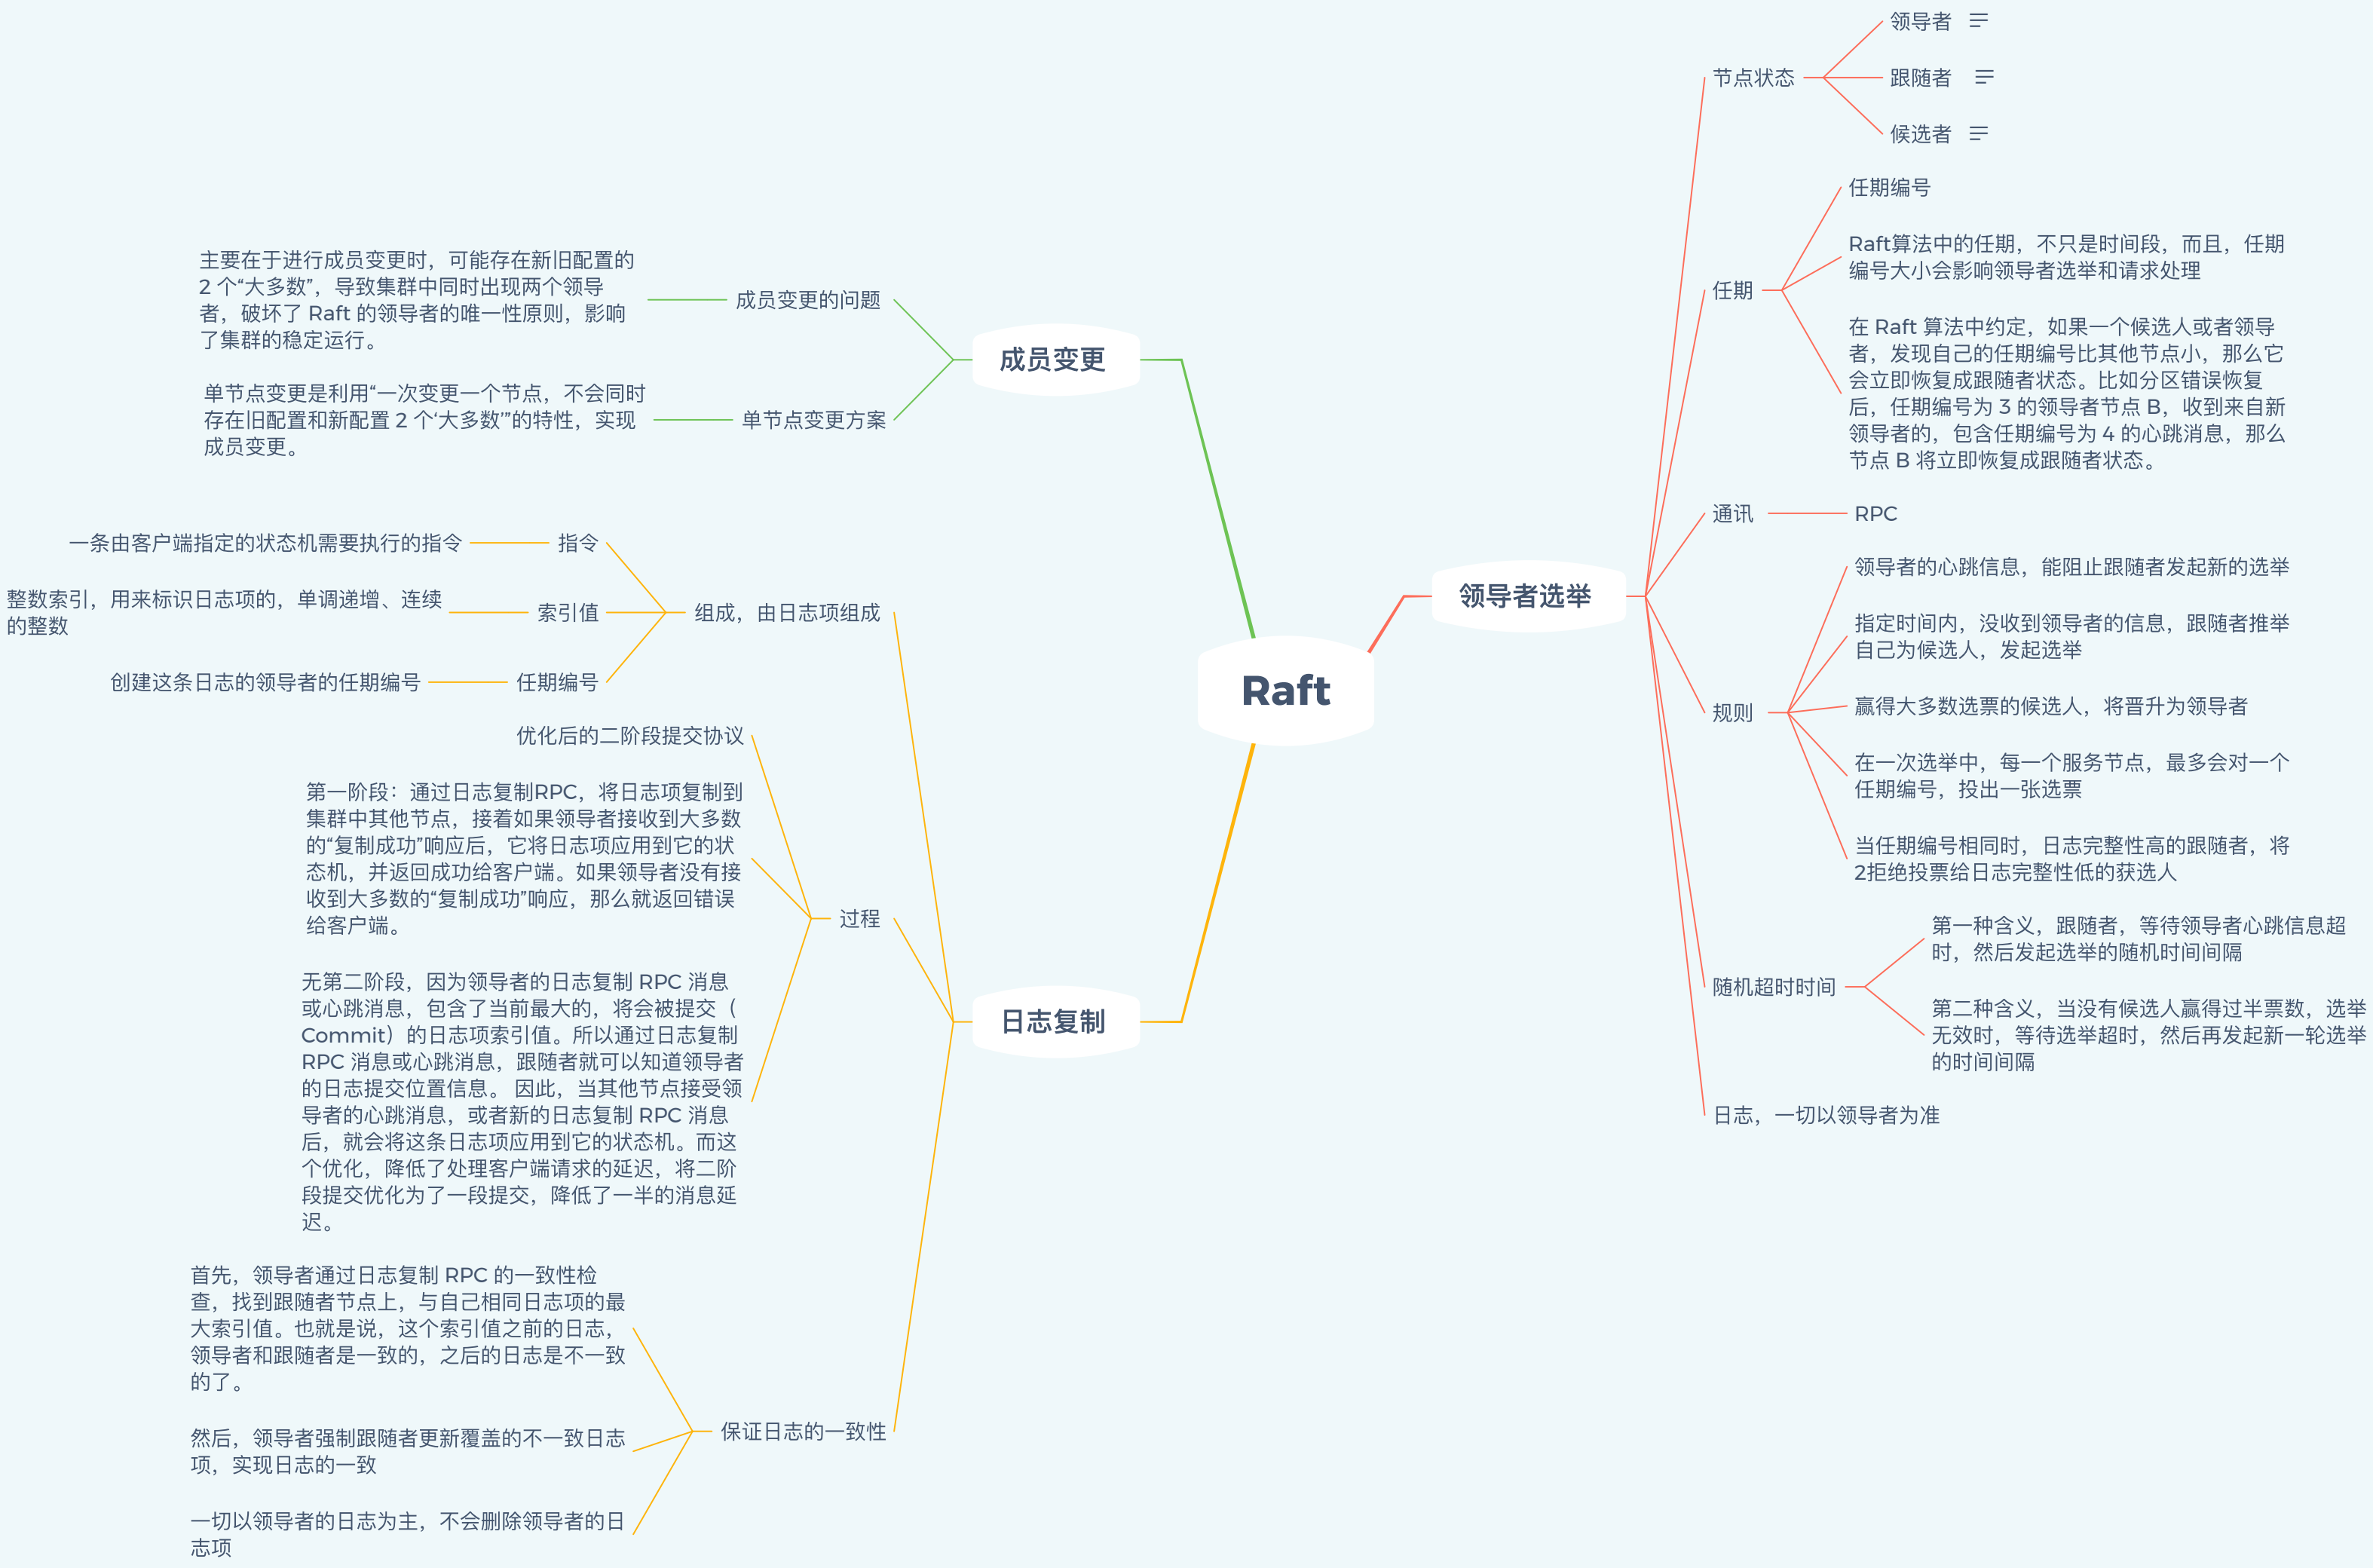 Raft
领导者选举
节点状态
领导者
跟随者
候选者
任期
任期编号
Raft算法中的任期，不只是时间段，而且，任期
编号大小会影响领导者选举和请求处理
在 Raft 算法中约定，如果一个候选人或者领导
者，发现自己的任期编号比其他节点小，那么它
会立即恢复成跟随者状态。比如分区错误恢复
后，任期编号为 3 的领导者节点 B，收到来自新
领导者的，包含任期编号为 4 的心跳消息，那么
节点 B 将立即恢复成跟随者状态。
通讯
RPC
规则
领导者的心跳信息，能阻止跟随者发起新的选举
指定时间内，没收到领导者的信息，跟随者推举
自己为候选人，发起选举
赢得大多数选票的候选人，将晋升为领导者
在一次选举中，每一个服务节点，最多会对一个
任期编号，投出一张选票
当任期编号相同时，日志完整性高的跟随者，将
2拒绝投票给日志完整性低的获选人
随机超时时间
第一种含义，跟随者，等待领导者心跳信息超
时，然后发起选举的随机时间间隔
第二种含义，当没有候选人赢得过半票数，选举
无效时，等待选举超时，然后再发起新一轮选举
的时间间隔
日志，一切以领导者为准
成员变更
成员变更的问题
主要在于进行成员变更时，可能存在新旧配置的
2 个“大多数”，导致集群中同时出现两个领导
者，破坏了 Raft 的领导者的唯一性原则，影响
了集群的稳定运行。
单节点变更方案
单节点变更是利用“一次变更一个节点，不会同时
存在旧配置和新配置 2 个‘大多数’”的特性，实现
成员变更。
日志复制
组成，由日志项组成
指令
一条由客户端指定的状态机需要执行的指令
索引值
整数索引，用来标识日志项的，单调递增、连续
的整数
任期编号
创建这条日志的领导者的任期编号
过程
优化后的二阶段提交协议
第一阶段：通过日志复制RPC，将日志项复制到
集群中其他节点，接着如果领导者接收到大多数
的“复制成功”响应后，它将日志项应用到它的状
态机，并返回成功给客户端。如果领导者没有接
收到大多数的“复制成功”响应，那么就返回错误
给客户端。
无第二阶段，因为领导者的日志复制 RPC 消息
或心跳消息，包含了当前最大的，将会被提交（
Commit）的日志项索引值。所以通过日志复制
RPC 消息或心跳消息，跟随者就可以知道领导者
的日志提交位置信息。 因此，当其他节点接受领
导者的心跳消息，或者新的日志复制 RPC 消息
后，就会将这条日志项应用到它的状态机。而这
个优化，降低了处理客户端请求的延迟，将二阶
段提交优化为了一段提交，降低了一半的消息延
迟。
保证日志的一致性
首先，领导者通过日志复制 RPC 的一致性检
查，找到跟随者节点上，与自己相同日志项的最
大索引值。也就是说，这个索引值之前的日志，
领导者和跟随者是一致的，之后的日志是不一致
的了。
然后，领导者强制跟随者更新覆盖的不一致日志
项，实现日志的一致
一切以领导者的日志为主，不会删除领导者的日
志项